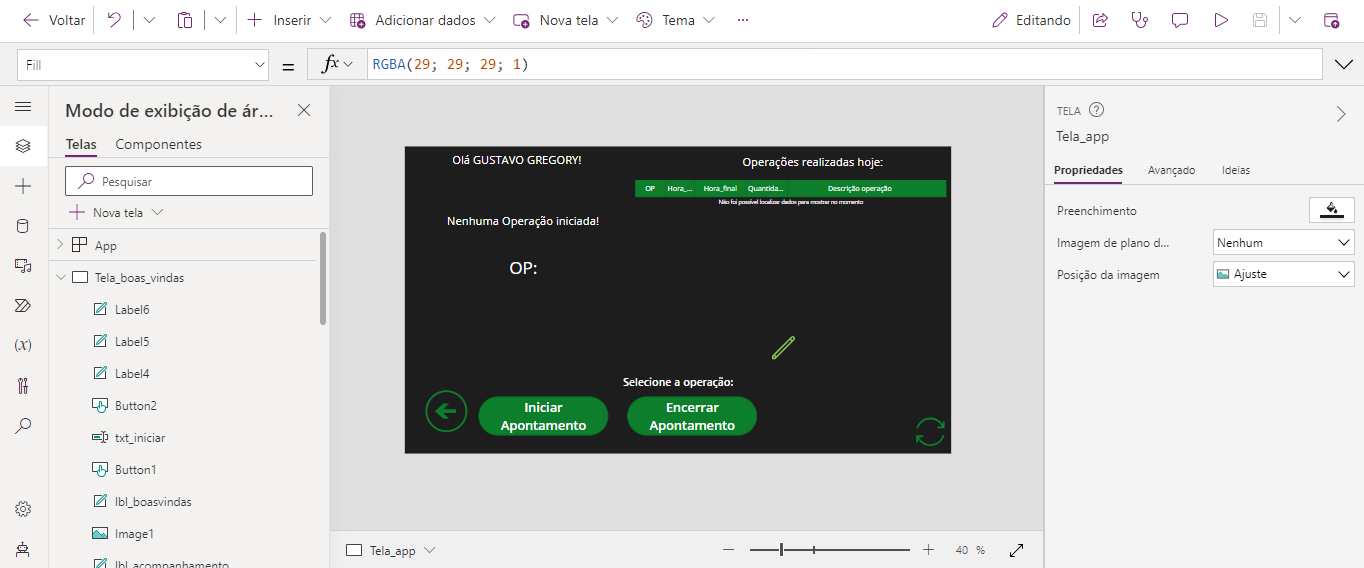 Voltar
Inserir
Adicionar dados
Nova tela
Tema
...
Editando
Fill
=
fx
RGBA(29; 29; 29; 1)
Modo de exibição de ár...
Telas
Componentes
Pesquisar
Nova tela
App
Tela_boas_vindas
Label6
Label5
Label4
Button2
txt_iniciar
Button1
lbl_boasvindas
Image1
lbl_acompanhamento
Olá GUSTAVO GREGORY!
Operações realizadas hoje:
OP Hora_... Hora_final Quantida... Descrição operação
Não foi possível localizar dados para mostrar no momento
Nenhuma Operação iniciada!
OP:
Selecione a operação:
Iniciar
Apontamento
Encerrar
Apontamento
Tela_app
40 %
TELA
Tela_app
Propriedades
Avançado
Ideias
Preenchimento
Imagem de plano d...
Nenhum
Posição da imagem
Ajuste